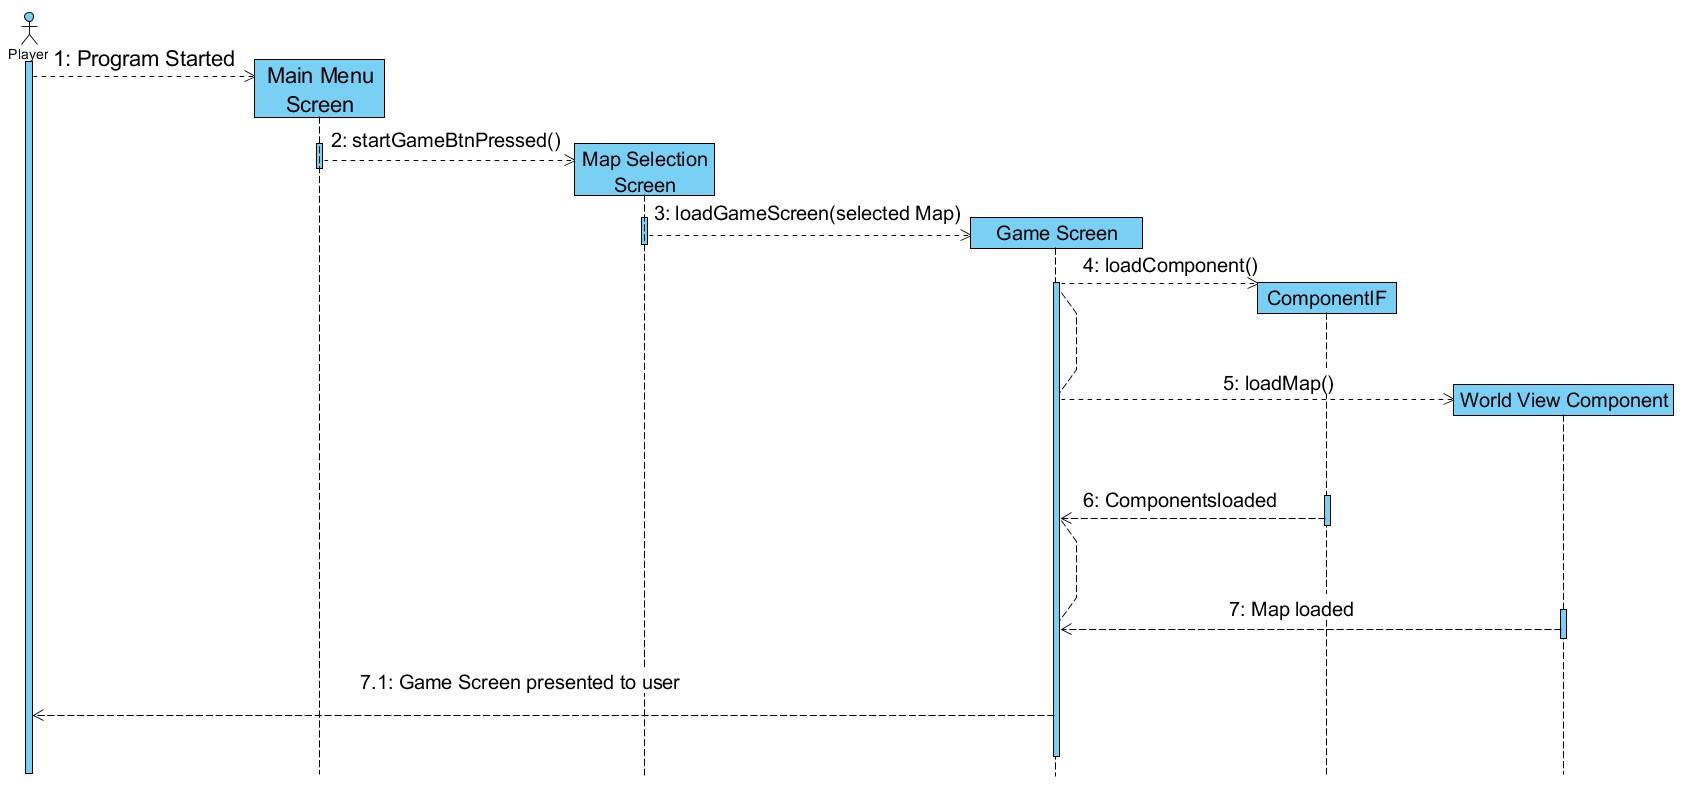 Player
1: Program Started
Main Menu
Screen
2: startGameBtnPressed()
Map Selection
Screen
3: loadGameScreen(selected Map)
Game Screen
4: loadComponent()
ComponentIF
5: loadMap()
World View Component
6: Componentsloaded
7: Map loaded
7.1: Game Screen presented to user